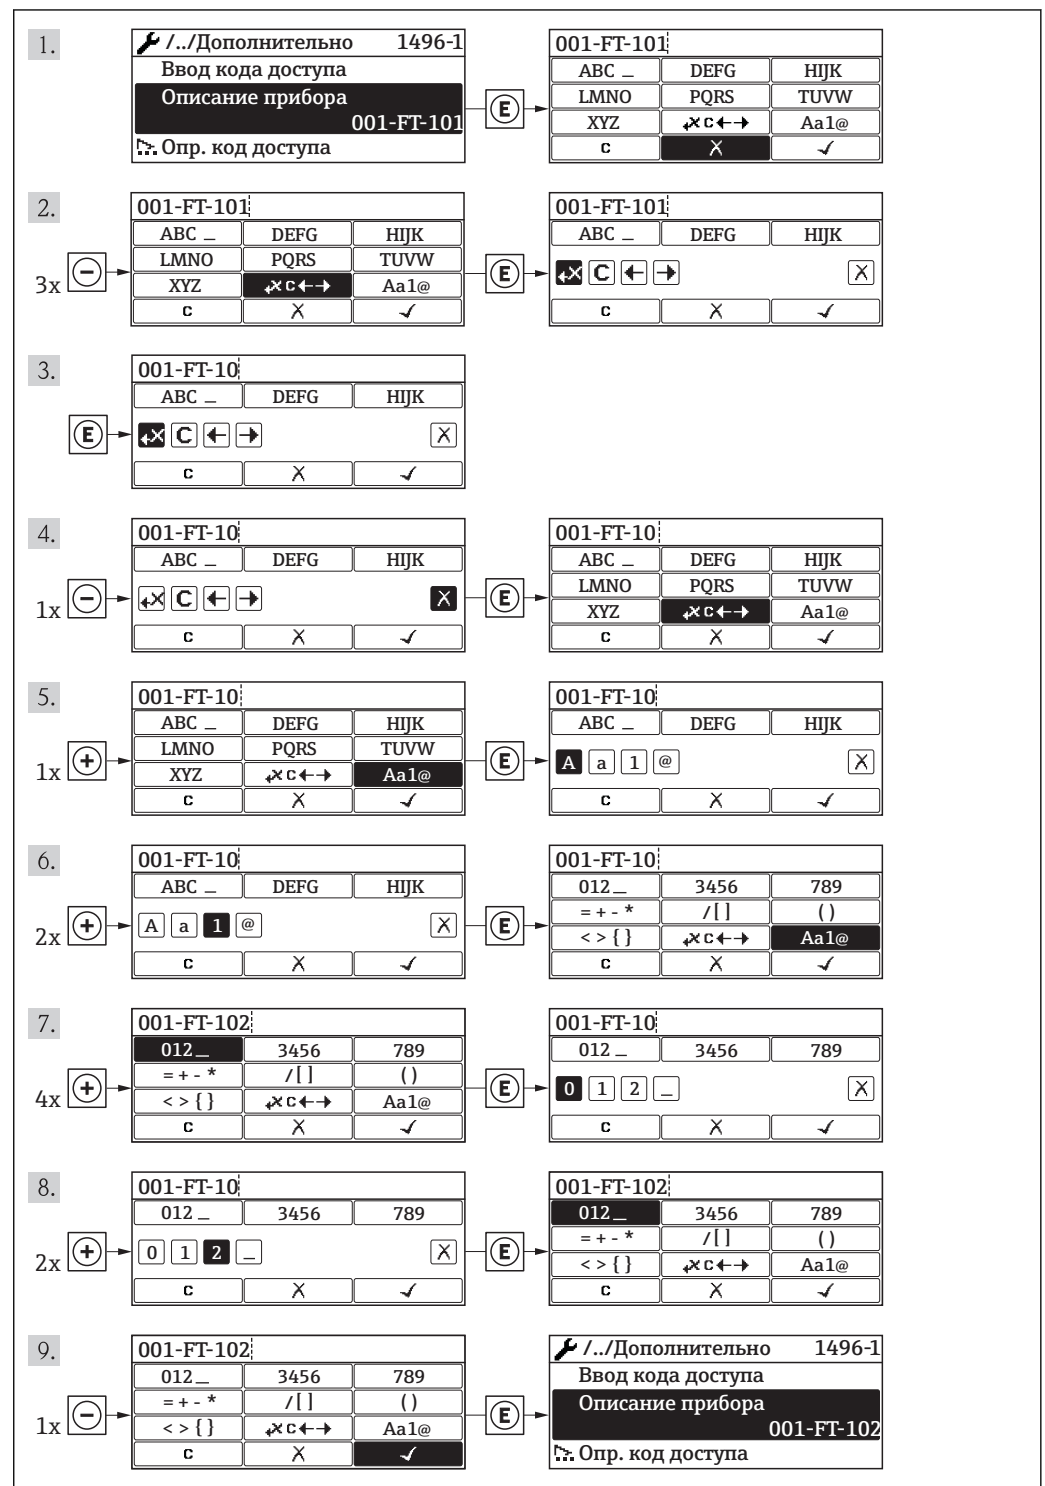 1.
/../Дополнительно 1496-1
Ввод кода доступа
Описание прибора
001-FT-101
Опр. код доступа
E
001-FT-101
ABC _ DEFG HIJK
LMNO PQRS TUVW
XYZ C←→ Aa1@
C X ✓
2.
3x −
001-FT-101
ABC _ DEFG HIJK
LMNO PQRS TUVW
XYZ C←→ Aa1@
C X ✓
E
001-FT-101
ABC _ DEFG HIJK
X C ← → X
C X ✓
3.
E
001-FT-10
ABC _ DEFG HIJK
X C ← → X
C X ✓
4.
1x −
001-FT-10
ABC _ DEFG HIJK
X C ← → X
C X ✓
E
001-FT-10
ABC _ DEFG HIJK
LMNO PQRS TUVW
XYZ C←→ Aa1@
C X ✓
5.
1x +
001-FT-10
ABC _ DEFG HIJK
LMNO PQRS TUVW
XYZ C←→ Aa1@
C X ✓
E
001-FT-10
ABC _ DEFG HIJK
A a 1 @ X
C X ✓
6.
2x +
001-FT-10
ABC _ DEFG HIJK
A a 1 @ X
C X ✓
E
001-FT-10
012_ 3456 789
= + - * / [ ] ( )
< > { } C←→ Aa1@
C X ✓
7.
4x +
001-FT-102
012_ 3456 789
= + - * / [ ] ( )
< > { } C←→ Aa1@
C X ✓
E
001-FT-10
012 _ 3456 789
0 1 2 _ X
C X ✓
8.
2x +
001-FT-10
012 _ 3456 789
0 1 2 _ X
C X ✓
E
001-FT-102
012_ 3456 789
= + - * / [ ] ( )
< > { } C←→ Aa1@
C X ✓
9.
1x −
001-FT-102
012_ 3456 789
= + - * / [ ] ( )
< > { } C←→ Aa1@
C X ✓
E
/../Дополнительно 1496-1
Ввод кода доступа
Описание прибора
001-FT-102
Опр. код доступа